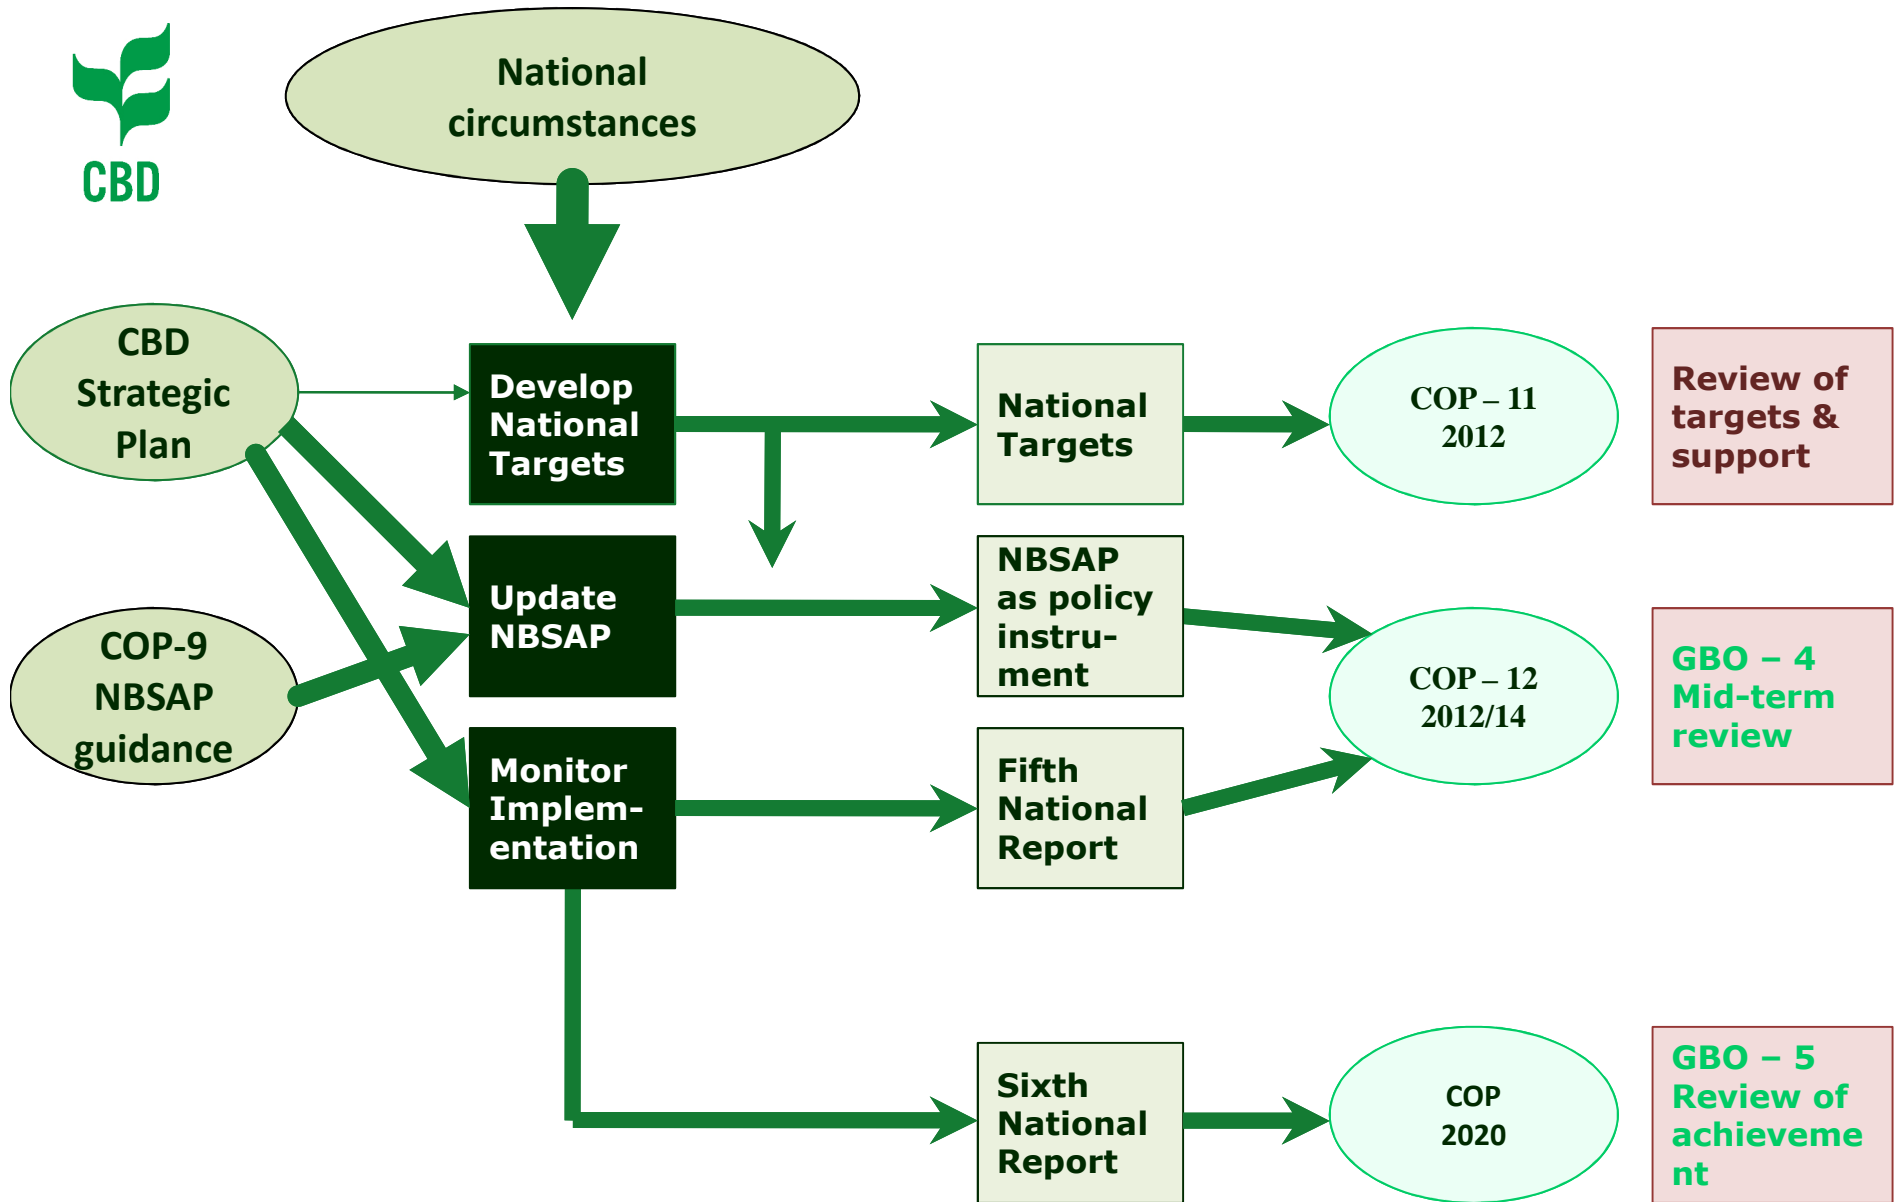 CBD
National
circumstances
CBD
Strategic
Plan
Develop
National
Targets
National
Targets
COP – 11
2012
Review of
targets &
support
COP-9
NBSAP
guidance
Update
NBSAP
NBSAP
as policy
instru-
ment
COP – 12
2012/14
GBO – 4
Mid-term
review
Monitor
Implem-
entation
Fifth
National
Report
Sixth
National
Report
COP
2020
GBO – 5
Review of
achieveme
nt